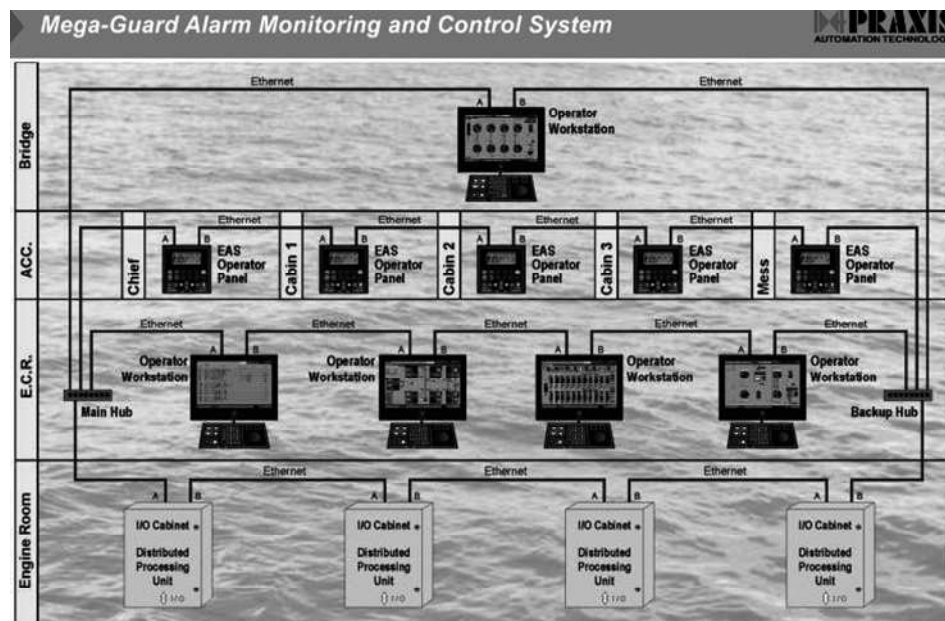 Mega-Guard Alarm Monitoring and Control System
PRAXIS
AUTOMATION TECHNOLOGY
Bridge
Ethernet
Ethernet
A
B
Operator
Workstation
ACC.
Chief
A
B
EAS
Operator
Panel
Ethernet
Cabin 1
A
B
EAS
Operator
Panel
Ethernet
Cabin 2
A
B
EAS
Operator
Panel
Ethernet
Cabin 3
A
B
EAS
Operator
Panel
Ethernet
Mess
A
B
EAS
Operator
Panel
E.C.R.
Main Hub
Ethernet
Operator
Workstation
A
B
Ethernet
Operator
Workstation
A
B
Ethernet
A
B
Operator
Workstation
Ethernet
A
B
Operator
Workstation
Ethernet
Backup Hub
Engine Room
A
B
I/O Cabinet
Distributed
Processing
Unit
I/O
Ethernet
A
B
I/O Cabinet
Distributed
Processing
Unit
I/O
Ethernet
A
B
I/O Cabinet
Distributed
Processing
Unit
I/O
Ethernet
A
B
I/O Cabinet
Distributed
Processing
Unit
I/O